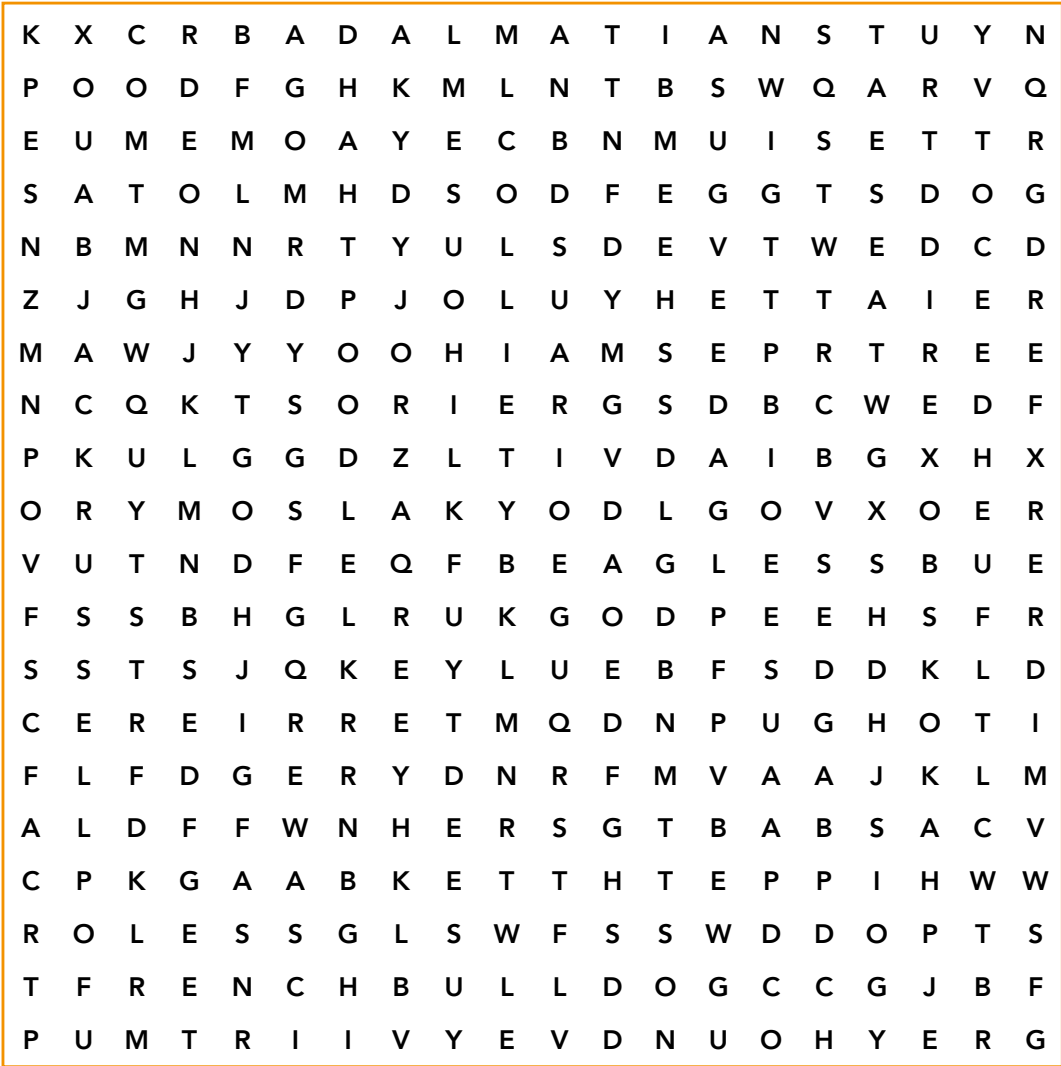 K X C R B A D A L M A T I A N S T U Y N
P O O D F G H K M L N T B S W Q A R V Q
E U M E M O A Y E C B N M U I S E T T R
S A T O L M H D S O D F E G G T S D O G
N B M N N R T Y U L S D E V T W E D C D
Z J G H J D P J O L U Y H E T T A I E R
M A W J Y Y O O H I A M S E P R T R E E
N C Q K T S O R I E R G S D B C W E D F
P K U L G G D Z L T I V D A I B G X H X
O R Y M O S L A K Y O D L G O V X O E R
V U T N D F E Q F B E A G L E S S B U E
F S S B H G L R U K G O D P E E H S F R
S S T S J Q K E Y L U E B F S D D K L D
C E R E I R R E T M Q D N P U G H O T I
F L F D G E R Y D N R F M V A A J K L M
A L D F F W N H E R S G T B A B S A C V
C P K G A A B K E T T H T E P P I H W W
R O L E S S G L S W F S S W D D O P T S
T F R E N C H B U L L D O G C C G J B F
P U M T R I I V Y E V D N U O H Y E R G